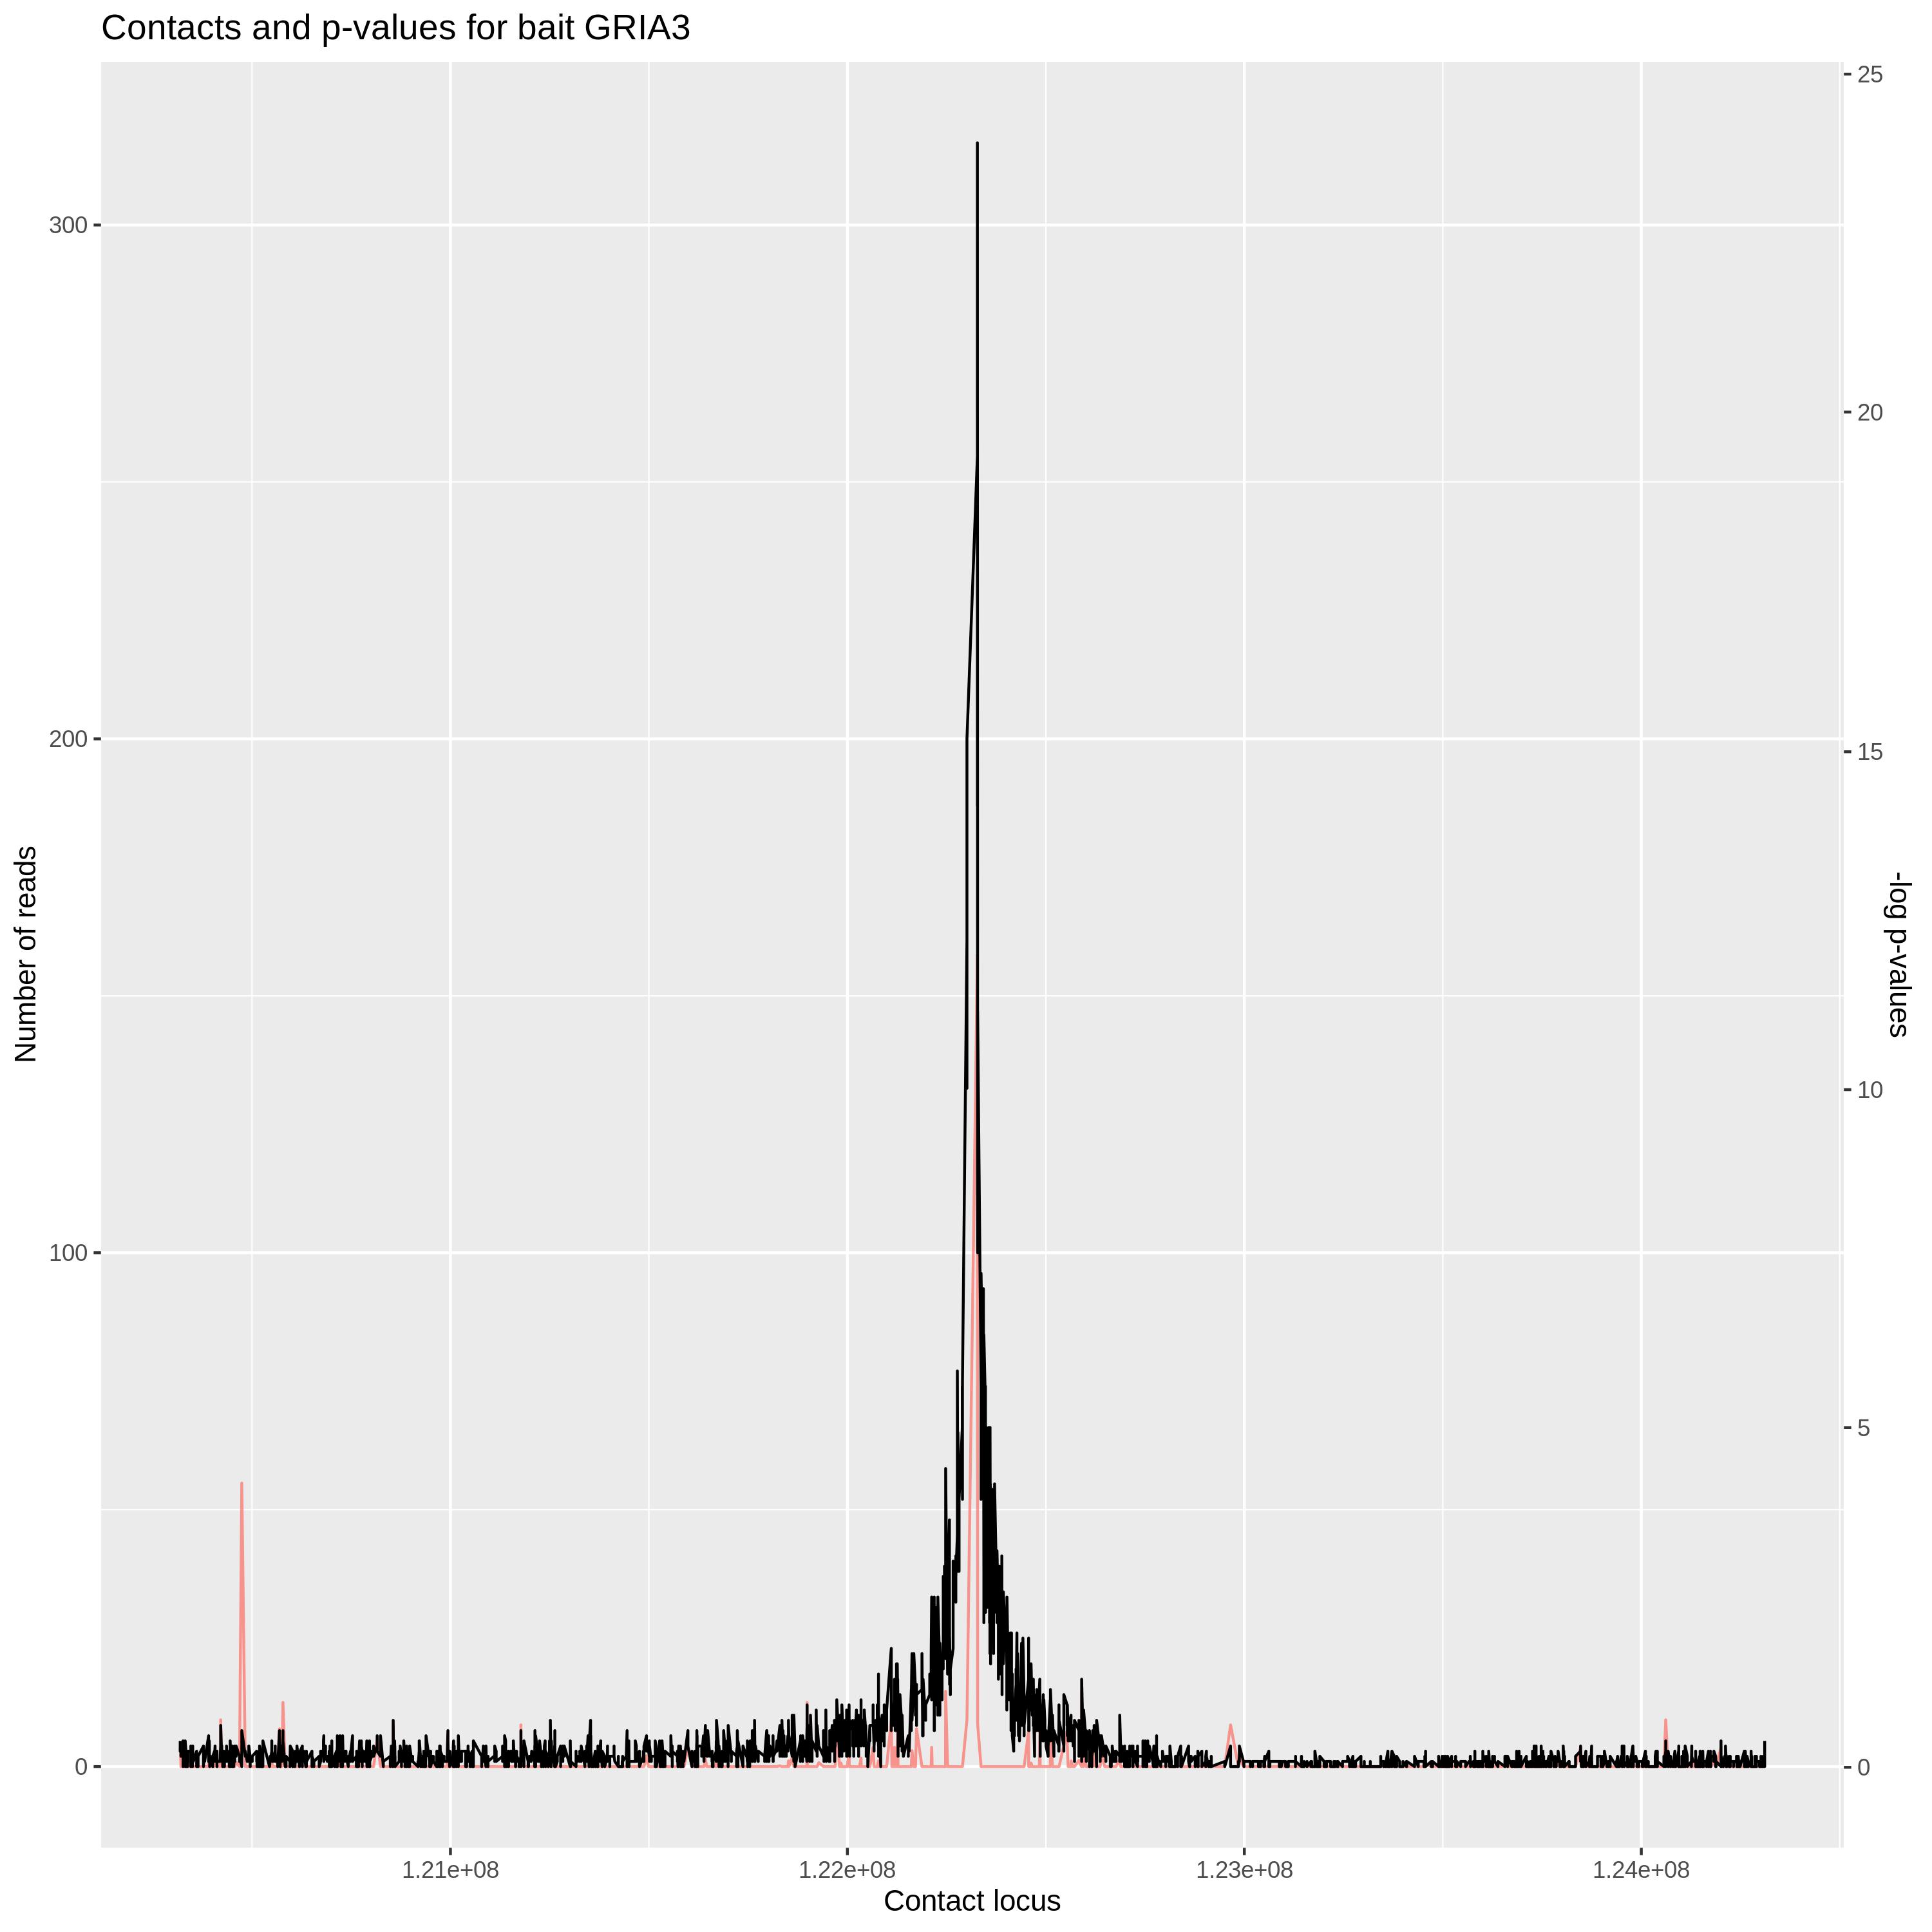 Contacts and p-values for bait GRIA3
Number of reads
300
200
100
0
25
20
15
10
5
0
-log p-values
1.21e+08
1.22e+08
1.23e+08
1.24e+08
Contact locus